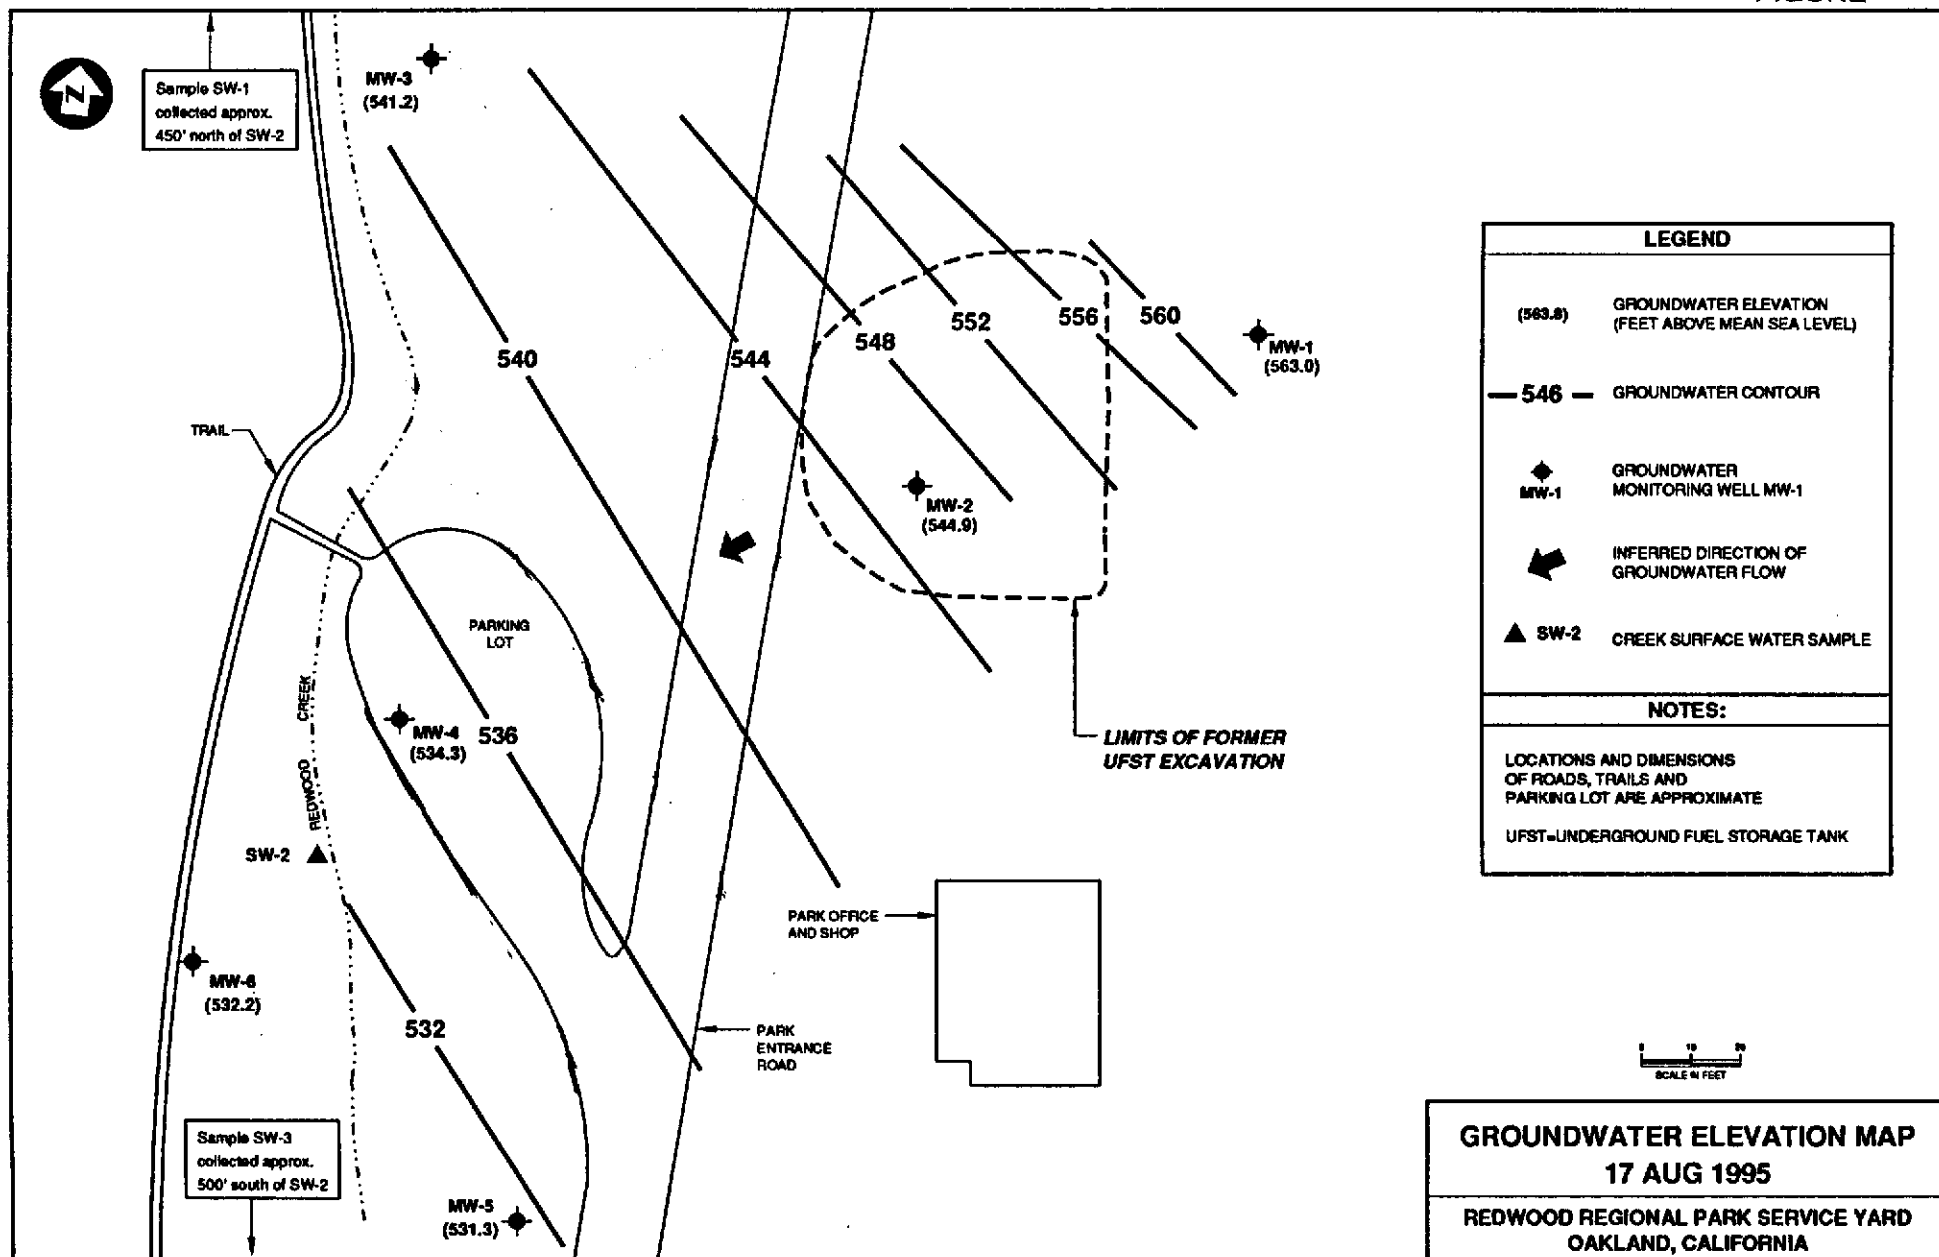 N
Sample SW-1
collected approx.
450' north of SW-2
MW-3
(541.2)
540
544
548
552
556
560
MW-1
(563.0)
TRAIL
MW-2
(544.9)
PARKING
LOT
REDWOOD CREEK
MW-4
(534.3)
536
LIMITS OF FORMER
UFST EXCAVATION
SW-2
PARK OFFICE
AND SHOP
MW-6
(532.2)
532
PARK
ENTRANCE
ROAD
Sample SW-3
collected approx.
500' south of SW-2
MW-5
(531.3)
LEGEND
(563.8)
GROUNDWATER ELEVATION
(FEET ABOVE MEAN SEA LEVEL)
546
GROUNDWATER CONTOUR
MW-1
GROUNDWATER
MONITORING WELL MW-1
INFERRED DIRECTION OF
GROUNDWATER FLOW
SW-2
CREEK SURFACE WATER SAMPLE
NOTES:
LOCATIONS AND DIMENSIONS
OF ROADS, TRAILS AND
PARKING LOT ARE APPROXIMATE
UFST=UNDERGROUND FUEL STORAGE TANK
SCALE IN FEET
GROUNDWATER ELEVATION MAP
17 AUG 1995
REDWOOD REGIONAL PARK SERVICE YARD
OAKLAND, CALIFORNIA